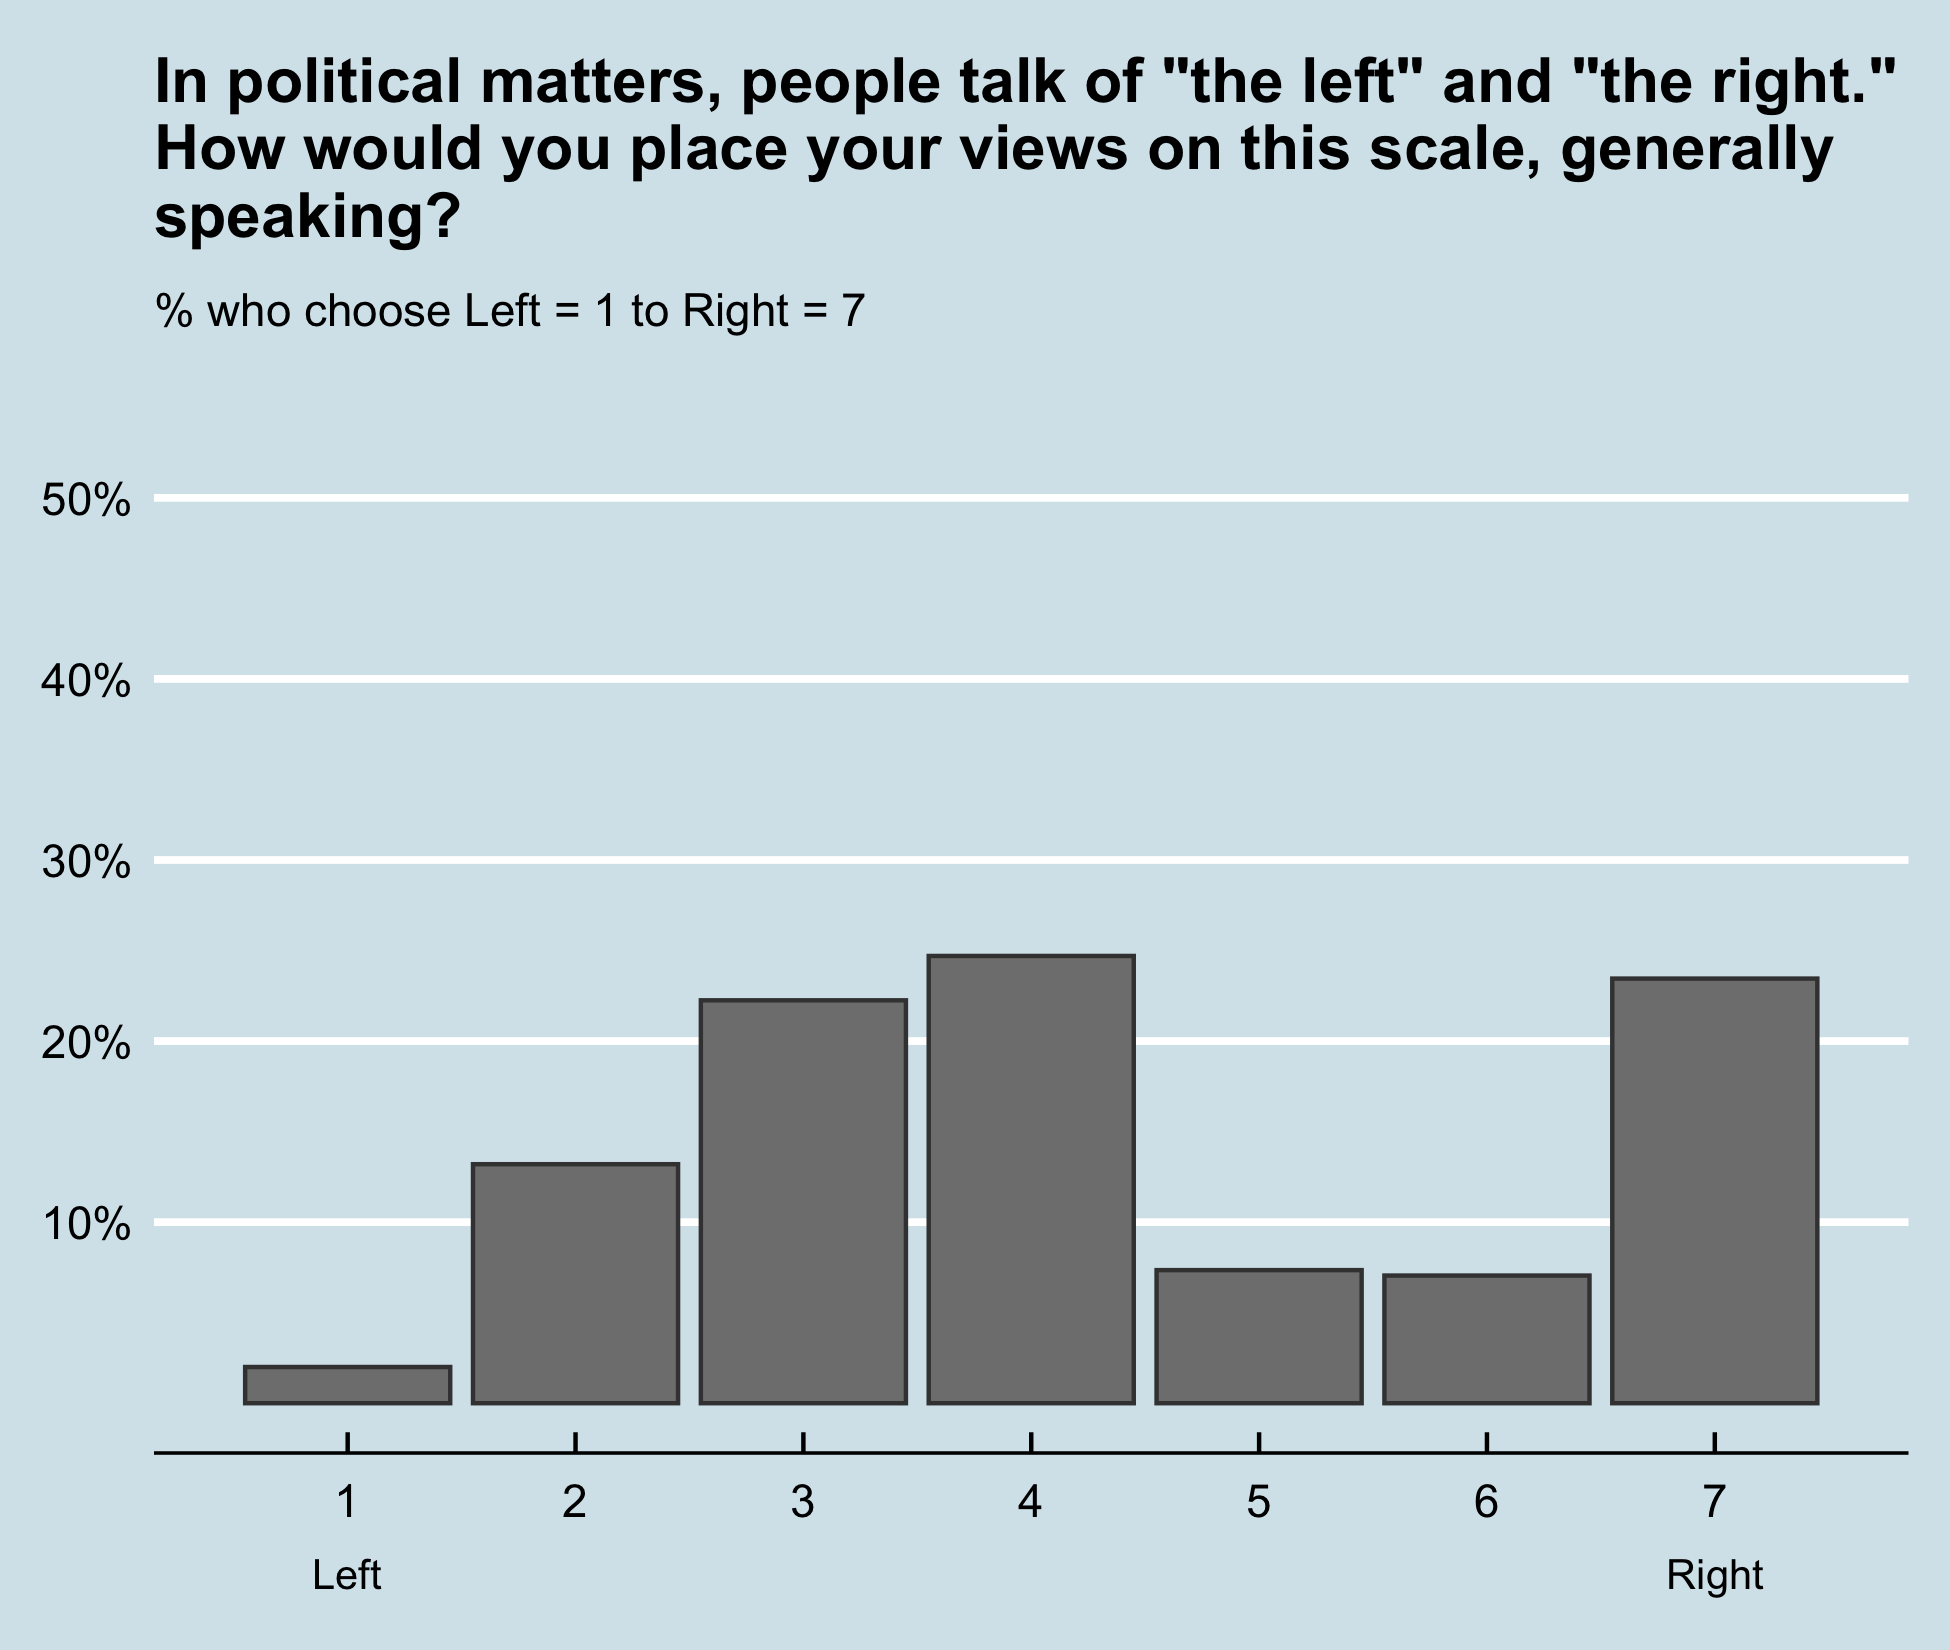 In political matters, people talk of "the left" and "the right."
How would you place your views on this scale, generally
speaking?
% who choose Left = 1 to Right = 7
50%
40%
30%
20%
10%
1 2 3 4 5 6 7
Left Right